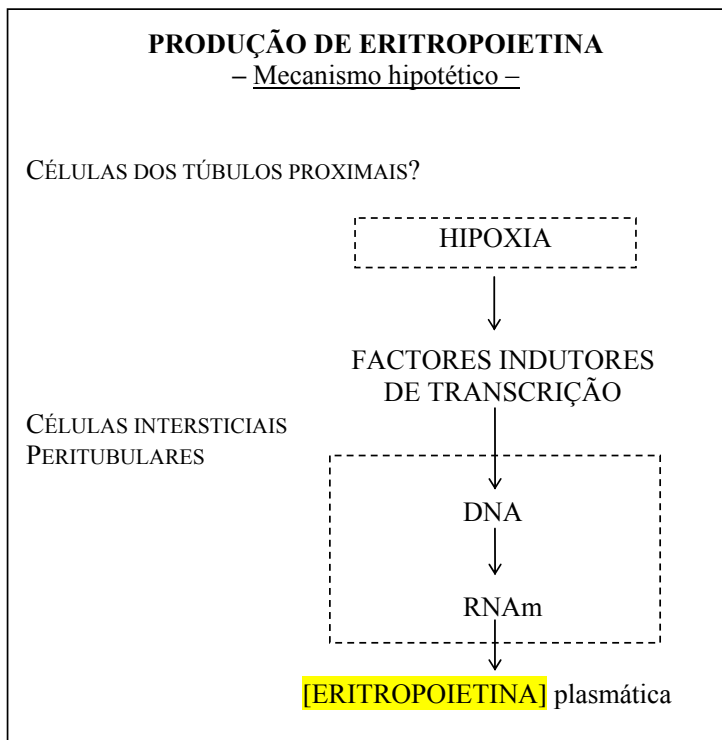 PRODUÇÃO DE ERITROPOIETINA
– Mecanismo hipotético –
CÉLULAS DOS TÚBULOS PROXIMAIS?
HIPOXIA
FACTORES INDUTORES
DE TRANSCRIÇÃO
CÉLULAS INTERSTICIAIS
PERITUBULARES
DNA
RNAm
[ERITROPOIETINA] plasmática